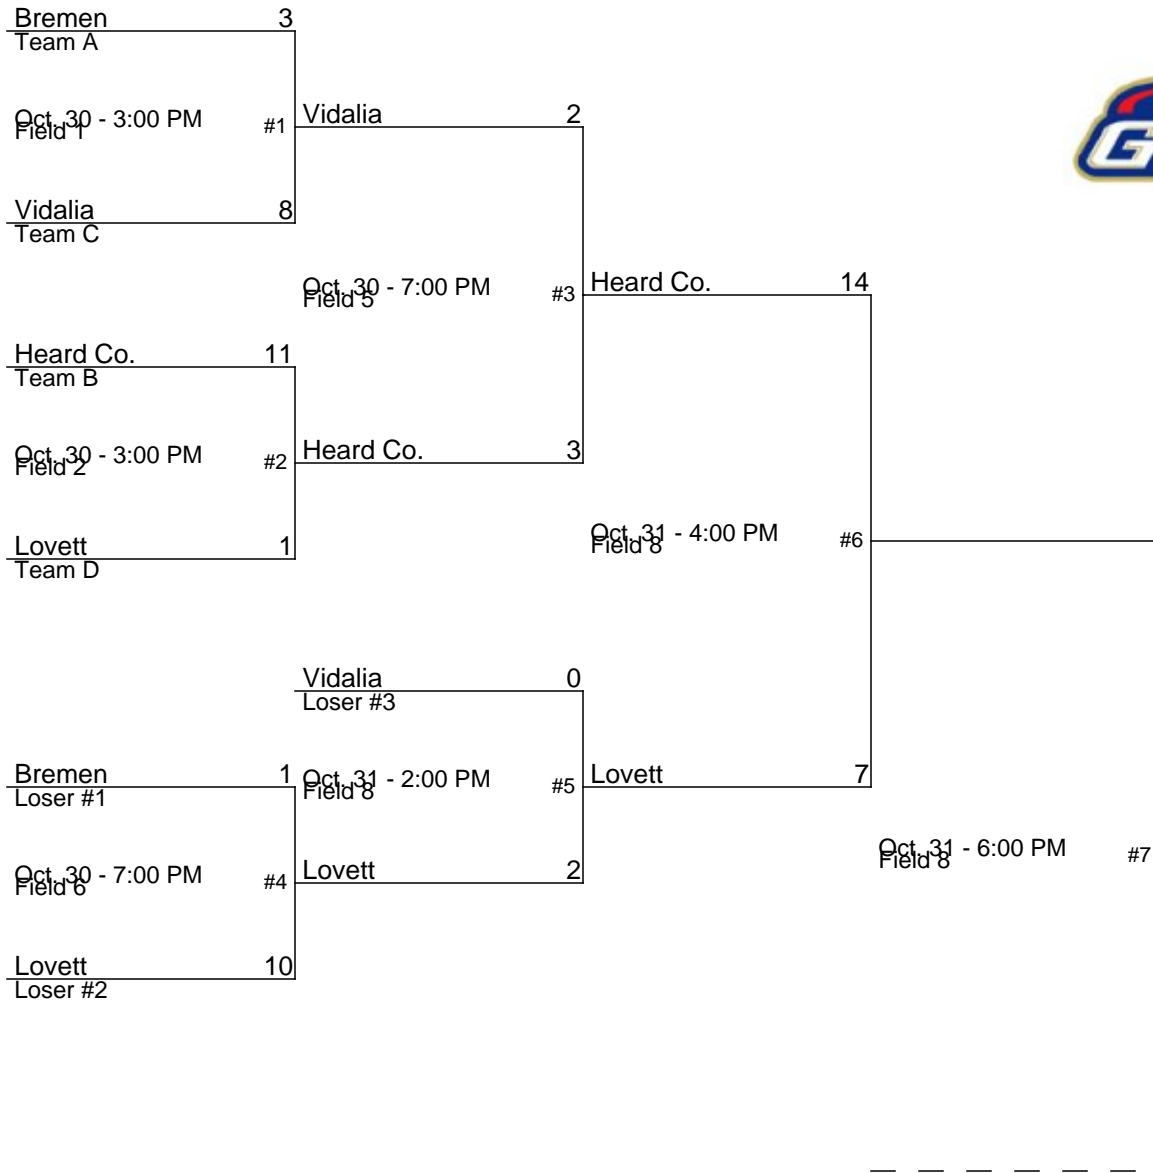 Bremen 3
Team A
Oct. 30 - 3:00 PM
Field 1
#1
Vidalia 2
Vidalia 8
Team C
Oct. 30 - 7:00 PM
Field 5
#3
Heard Co. 14
Heard Co. 11
Team B
Oct. 30 - 3:00 PM
Field 2
#2
Heard Co. 3
Lovett 1
Team D
Oct. 31 - 4:00 PM
Field 8
#6
Vidalia 0
Loser #3
Bremen 1
Loser #1
Oct. 31 - 2:00 PM
Field 8
#5
Lovett 7
Oct. 31 - 6:00 PM
Field 8
#7
Oct. 30 - 7:00 PM
Field 6
#4
Lovett 2
Lovett 10
Loser #2